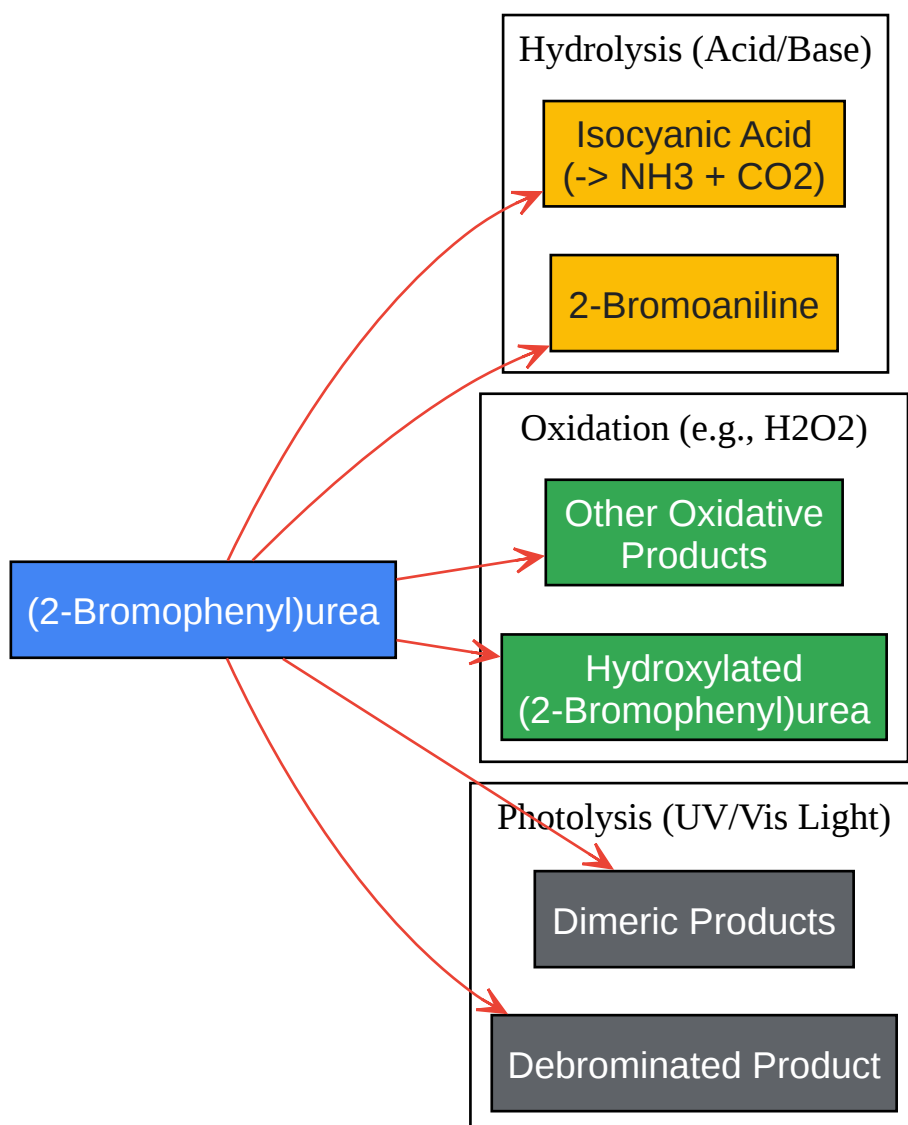 Hydrolysis (Acid/Base)
Isocyanic Acid
(-> NH3 + CO2)
2-Bromoaniline
Oxidation (e.g., H2O2)
Other Oxidative
Products
(2-Bromophenyl)urea
Hydroxylated
(2-Bromophenyl)urea
Photolysis (UV/Vis Light)
Dimeric Products
Debrominated Product